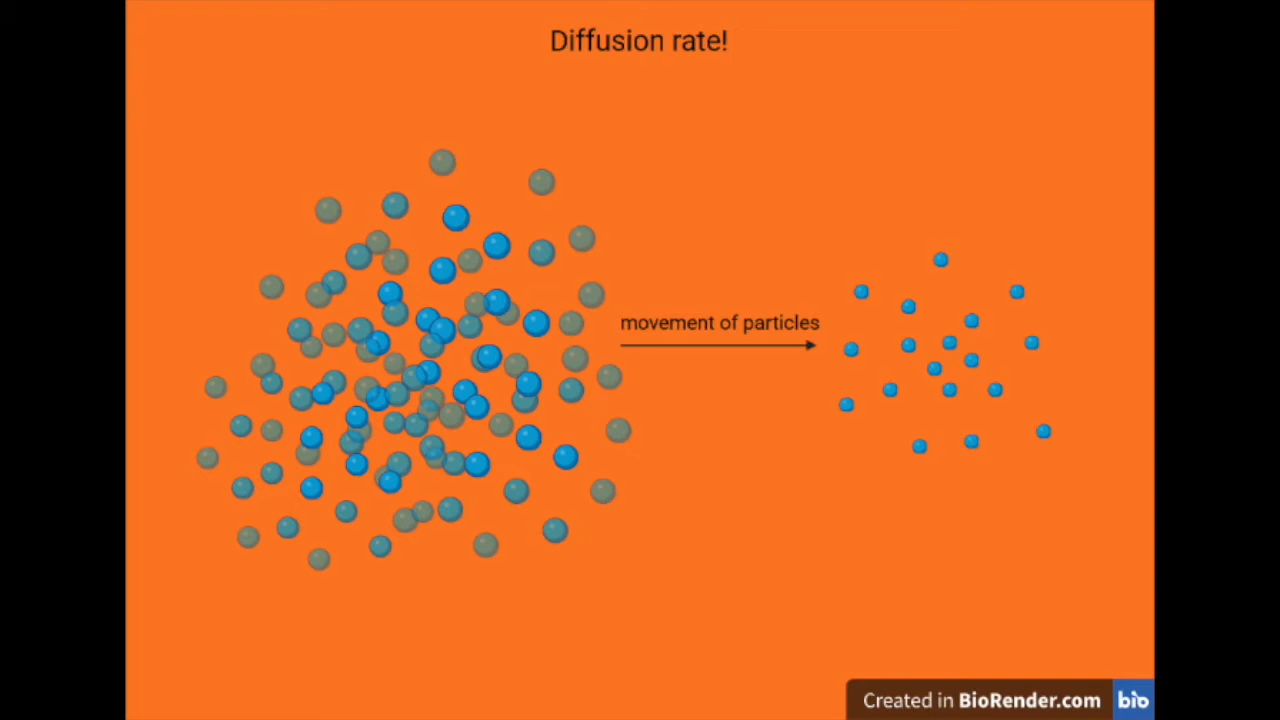 Diffusion rate!
movement of particles
Created in BioRender.com bio